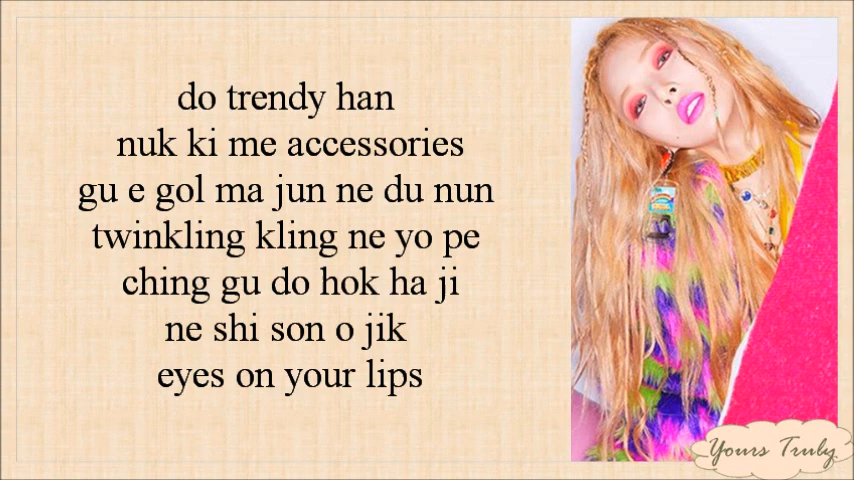 do trendy han
nuk ki me accessories
gu e gol ma jun ne du nun
twinkling kling ne yo pe
ching gu do hok ha ji
ne shi son o jik
eyes on your lips
Yours Truly